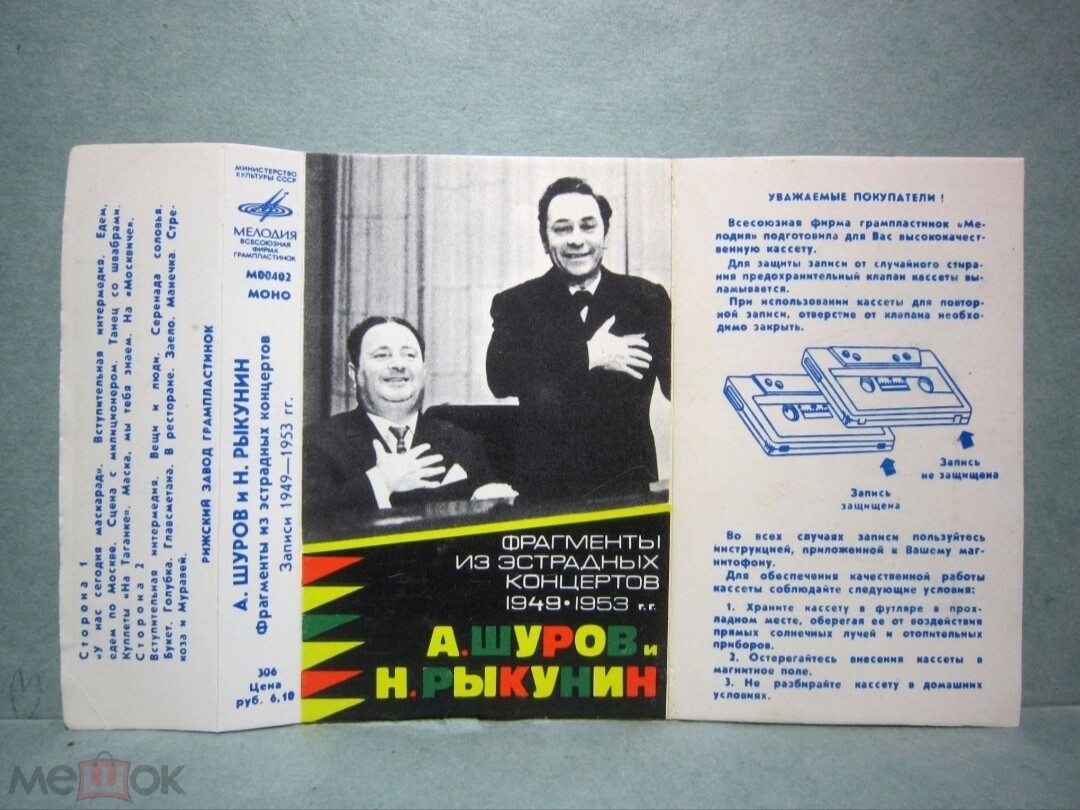 Сторона 1
«У нас сегодня маскарад». Вступительная интермедия. Едем,
едем по Москве. Сцена с милиционером. Танец со швабрами.
Куплеты «На Таганке». Маска, мы тебя знаем. На «Москвиче».
Сторона 2
Вступительная интермедия. Вещи и люди. Серенада соловья.
Букет. Голубка. Главсметана. В ресторане. Заело. Манечка. Стре-
коза и Муравей.
РИЖСКИЙ ЗАВОД ГРАМПЛАСТИНОК
МИНИСТЕРСТВО
КУЛЬТУРЫ СССР
МЕЛОДИЯ
ВСЕСОЮЗНАЯ
ФИРМА
ГРАМПЛАСТИНОК
М00402
МОНО
А. ШУРОВ И Н. РЫКУНИН
Фрагменты из эстрадных концертов
Записи 1949—1953 гг.
306
Цена
руб. 6,10
ФРАГМЕНТЫ
ИЗ ЭСТРАДНЫХ
КОНЦЕРТОВ
1949•1953 г.г.
А.ШУРОВ и
Н.РЫКУНИН
УВАЖАЕМЫЕ ПОКУПАТЕЛИ!
Всесоюзная фирма грампластинок «Ме-
лодия» подготовила для Вас высококачест-
венную кассету.
Для защиты записи от случайного стира-
ния предохранительный клапан кассеты вы-
ламывается.
При использовании кассеты для повтор-
ной записи, отверстие от клапана необхо-
димо закрыть.
Запись
не защищена
Запись
защищена
Во всех случаях записи пользуйтесь
инструкцией, приложенной к Вашему маг-
нитофону.
Для обеспечения качественной работы
кассеты соблюдайте следующие условия:
1. Храните кассету в футляре в прох-
ладном месте, оберегая ее от воздействия
прямых солнечных лучей и отопительных
приборов.
2. Остерегайтесь внесения кассеты в
магнитное поле.
3. Не разбирайте кассету в домашних
условиях.
мешок